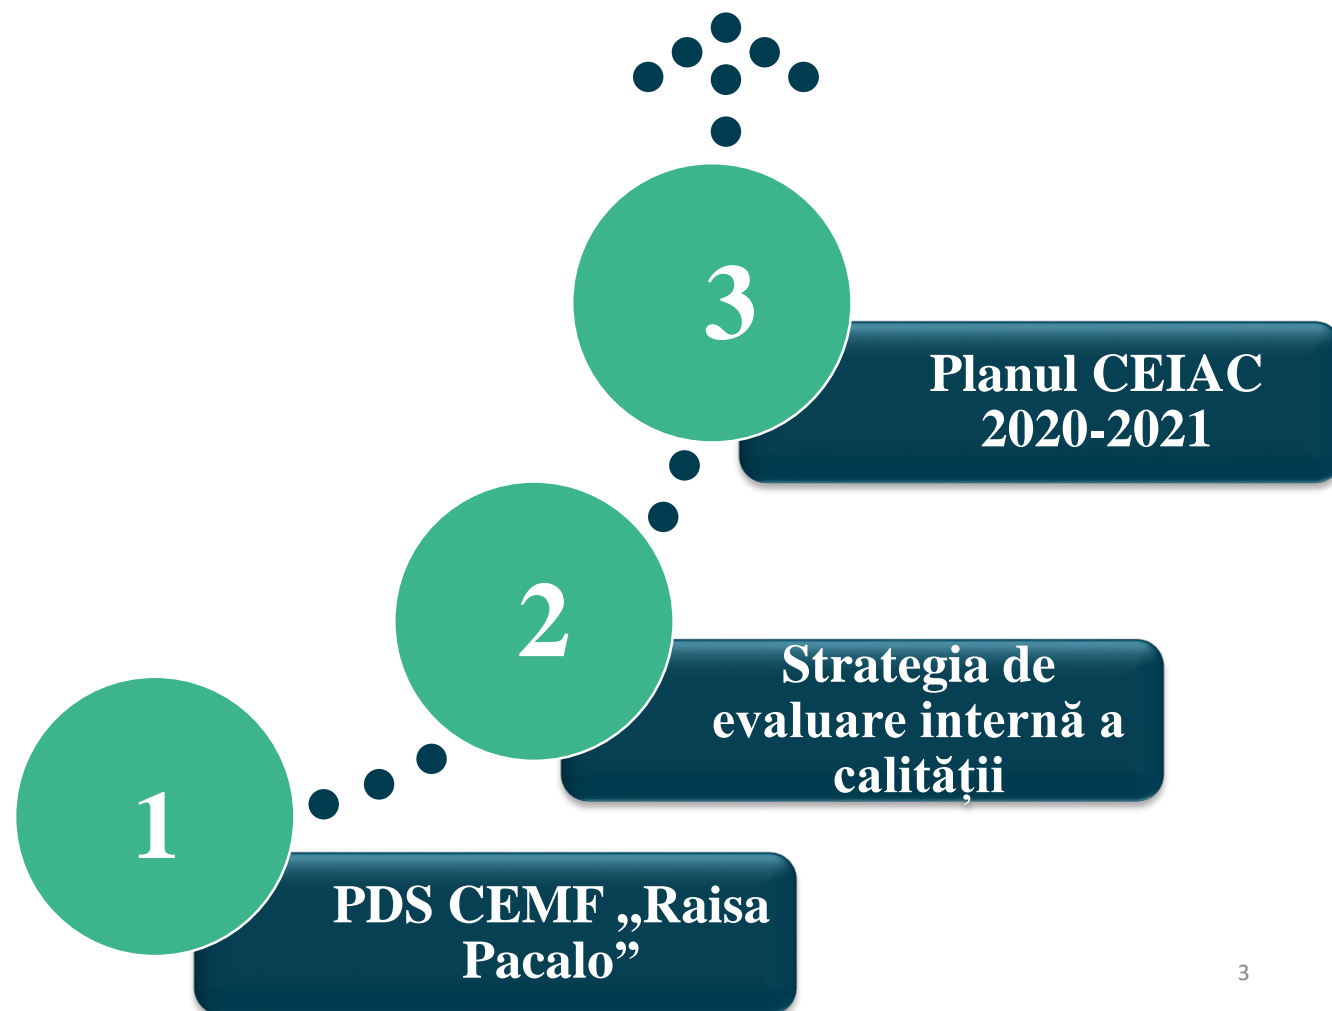 3
Planul CEIAC
2020-2021
2
Strategia de
evaluare internă a
calității
1
PDS CEMF „Raisa
Pacalo”
3